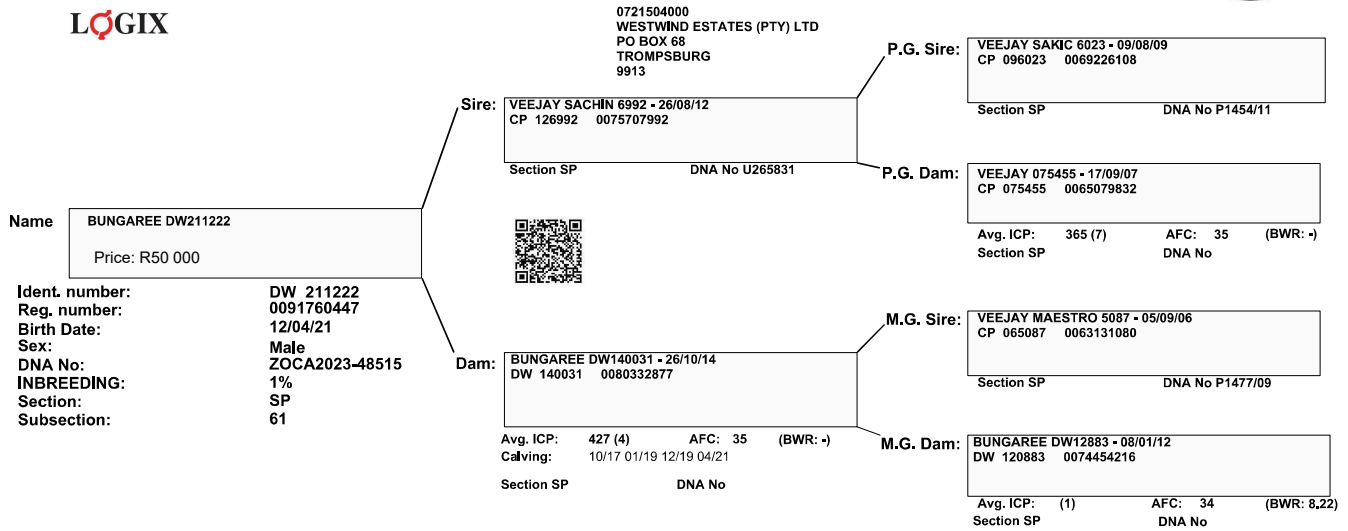 LOGIX
0721504000
WESTWIND ESTATES (PTY) LTD
PO BOX 68
TROMPSBURG
9913
P.G. Sire:
VEEJAY SAKIC 6023 - 09/08/09
CP 096023 0069226108
Section SP DNA No P1454/11
Sire:
VEEJAY SACHIN 6992 - 26/08/12
CP 126992 0075707992
Section SP DNA No U265831
P.G. Dam:
VEEJAY 075455 - 17/09/07
CP 075455 0065079832
Avg. ICP: 365 (7) AFC: 35 (BWR: -)
Section SP DNA No
Name
BUNGAREE DW211222
Price: R50 000
Ident. number: DW 211222
Reg. number: 0091760447
Birth Date: 12/04/21
Sex: Male
DNA No: ZOCA2023-48515
INBREEDING: 1%
Section: SP
Subsection: 61
M.G. Sire:
VEEJAY MAESTRO 5087 - 05/09/06
CP 065087 0063131080
Section SP DNA No P1477/09
Dam:
BUNGAREE DW140031 - 26/10/14
DW 140031 0080332877
Avg. ICP: 427 (4) AFC: 35 (BWR: -)
Calving: 10/17 01/19 12/19 04/21
Section SP DNA No
M.G. Dam:
BUNGAREE DW12883 - 08/01/12
DW 120883 0074454216
Avg. ICP: (1) AFC: 34 (BWR: 8,22)
Section SP DNA No